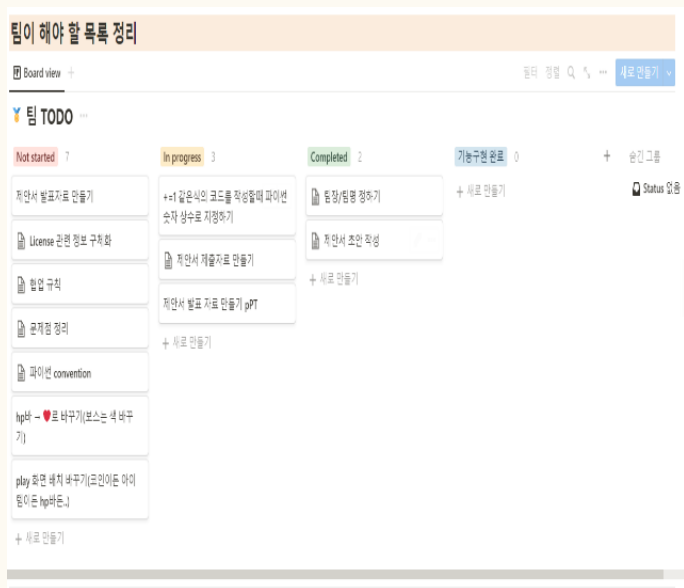 팀이 해야 할 목록 정리
Board view +
필터 정렬 새로 만들기
팀 TODO
Not started 7
제안서 발표자료 만들기
License 관련 정보 구체화
협업 규칙
문제점 정리
파이썬 convention
hp바 → ❤로 바꾸기(보스는 색 바꾸
기)
play 화면 배치 바꾸기(코인이든 아이
템이든 hp바든..)
+ 새로 만들기
In progress 3
+=1 같은식의 코드를 작성할때 파이썬
숫자 상수로 지정하기
제안서 제출자료 만들기
제안서 발표 자료 만들기 pPT
+ 새로 만들기
Completed 2
팀장/팀명 정하기
제안서 초안 작성
+ 새로 만들기
기능구현 완료 0
+ 새로 만들기
+ 숨긴 그룹
Status 없음